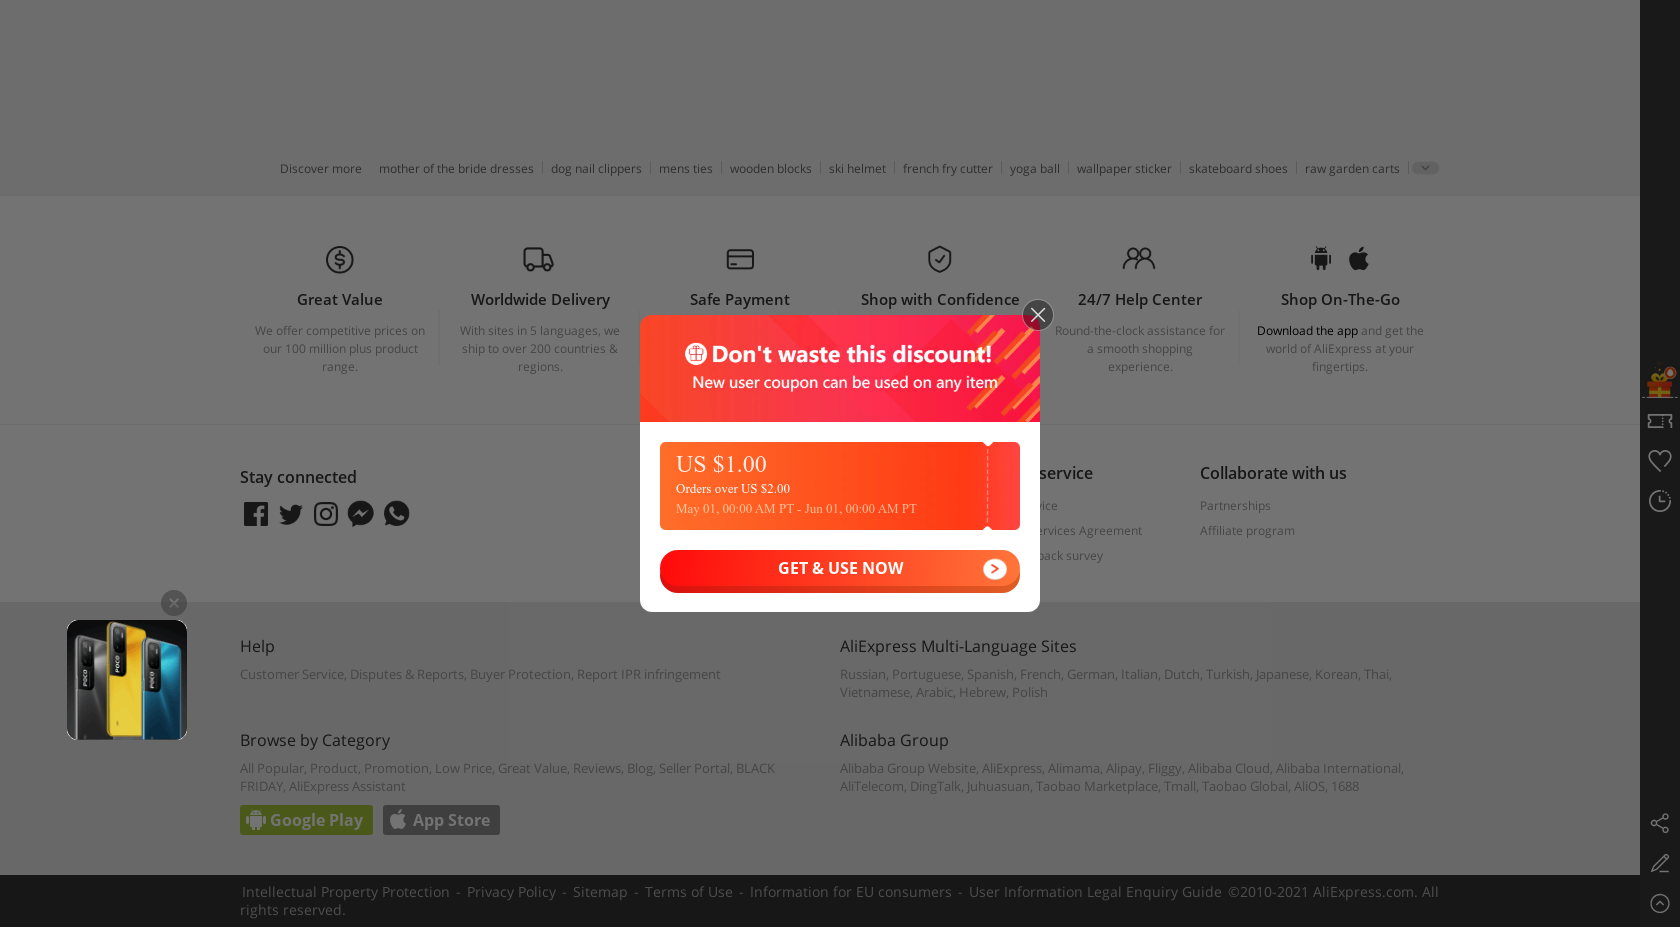 Discover more mother of the bride dresses dog nail clippers mens ties wooden blocks ski helmet french fry cutter yoga ball wallpaper sticker skateboard shoes raw garden carts
Great Value
We offer competitive prices on
our 100 million plus product
range.
Worldwide Delivery
With sites in 5 languages, we
ship to over 200 countries &
regions.
Safe Payment
Shop with Confidence
24/7 Help Center
Round-the-clock assistance for
a smooth shopping
experience.
Shop On-The-Go
Download the app and get the
world of AliExpress at your
fingertips.
Don't waste this discount!
New user coupon can be used on any item
US $1.00
Orders over US $2.00
May 01, 00:00 AM PT - Jun 01, 00:00 AM PT
GET & USE NOW
Stay connected
service
ervices Agreement
survey
Collaborate with us
Partnerships
Affiliate program
POCO
POCO
POCO
Help
Customer Service, Disputes & Reports, Buyer Protection, Report IPR infringement
AliExpress Multi-Language Sites
Russian, Portuguese, Spanish, French, German, Italian, Dutch, Turkish, Japanese, Korean, Thai,
Vietnamese, Arabic, Hebrew, Polish
Browse by Category
All Popular, Product, Promotion, Low Price, Great Value, Reviews, Blog, Seller Portal, BLACK
FRIDAY, AliExpress Assistant
Alibaba Group
Alibaba Group Website, AliExpress, Alimama, Alipay, Fliggy, Alibaba Cloud, Alibaba International,
AliTelecom, DingTalk, Juhuasuan, Taobao Marketplace, Tmall, Taobao Global, AliOS, 1688
Google Play
App Store
Intellectual Property Protection - Privacy Policy - Sitemap - Terms of Use - Information for EU consumers - User Information Legal Enquiry Guide ©2010-2021 AliExpress.com. All
rights reserved.